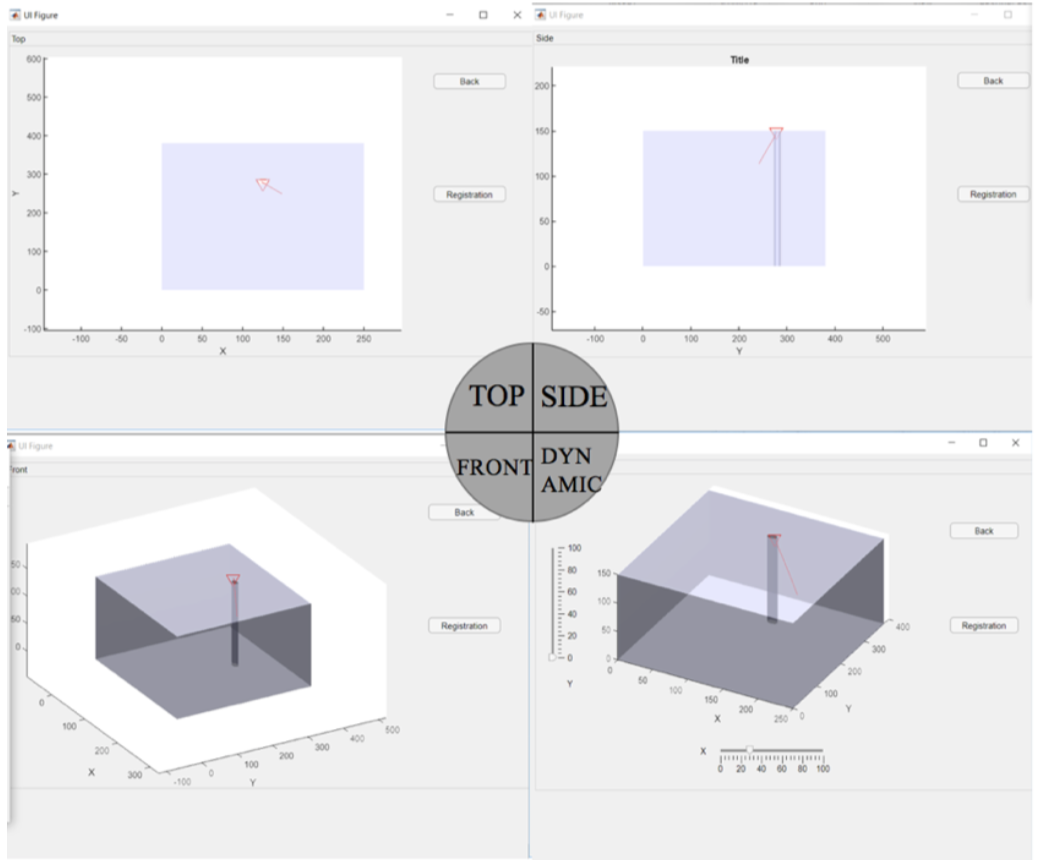 UI Figure
Top
600
500
400
300
200
100
0
-100
Y
-100 -50 0 50 100 150 200 250
X
Back
Registration
UI Figure
Side
Title
200
150
100
50
0
-50
-100 0 100 200 300 400 500
Y
Back
Registration
TOP SIDE
FRONT DYN
AMIC
UI Figure
ront
50
00
50
0
0
100
200
300
X
-100 0 100 200 300 400 500
Y
Back
Registration
100
80
60
40
20
0
Y
150
100
50
0
0 50 100 150 200 250
X
0 100 200 300 400
Y
Back
Registration
X
0 20 40 60 80 100